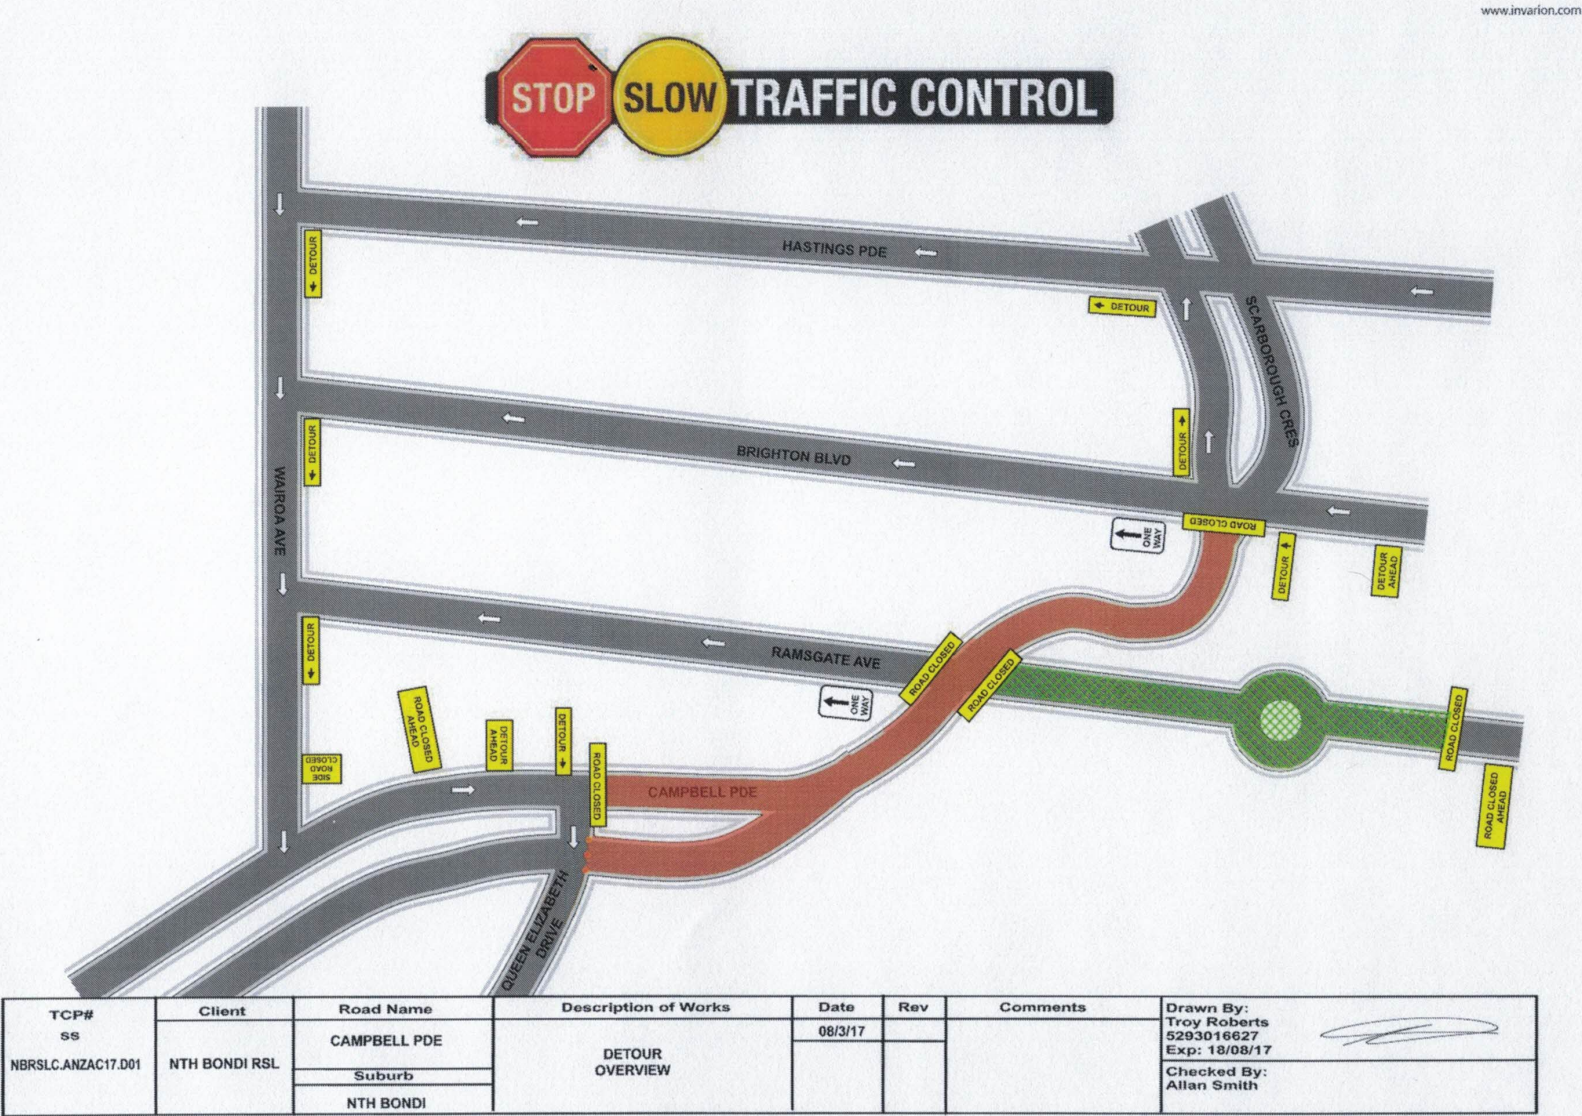 www.invarion.com
STOP SLOW TRAFFIC CONTROL
HASTINGS PDE
DETOUR
DETOUR
SCARBOROUGH CRES
DETOUR
DETOUR
BRIGHTON BLVD
WAIROA AVE
ONE WAY
ROAD CLOSED
DETOUR
DETOUR
AHEAD
DETOUR
RAMSGATE AVE
ROAD CLOSED
ROAD CLOSED
ONE WAY
ROAD CLOSED
ROAD CLOSED
AHEAD
ROAD CLOSED
AHEAD
DETOUR
AHEAD
DETOUR
SIDE
ROAD
CLOSED
ROAD CLOSED
CAMPBELL PDE
QUEEN ELIZABETH
DRIVE
TCP#
SS
NBRSLC.ANZAC17.D01
Client
NTH BONDI RSL
Road Name
CAMPBELL PDE
Suburb
NTH BONDI
Description of Works
DETOUR
OVERVIEW
Date
08/3/17
Rev
Comments
Drawn By:
Troy Roberts
5293016627
Exp: 18/08/17
Checked By:
Allan Smith